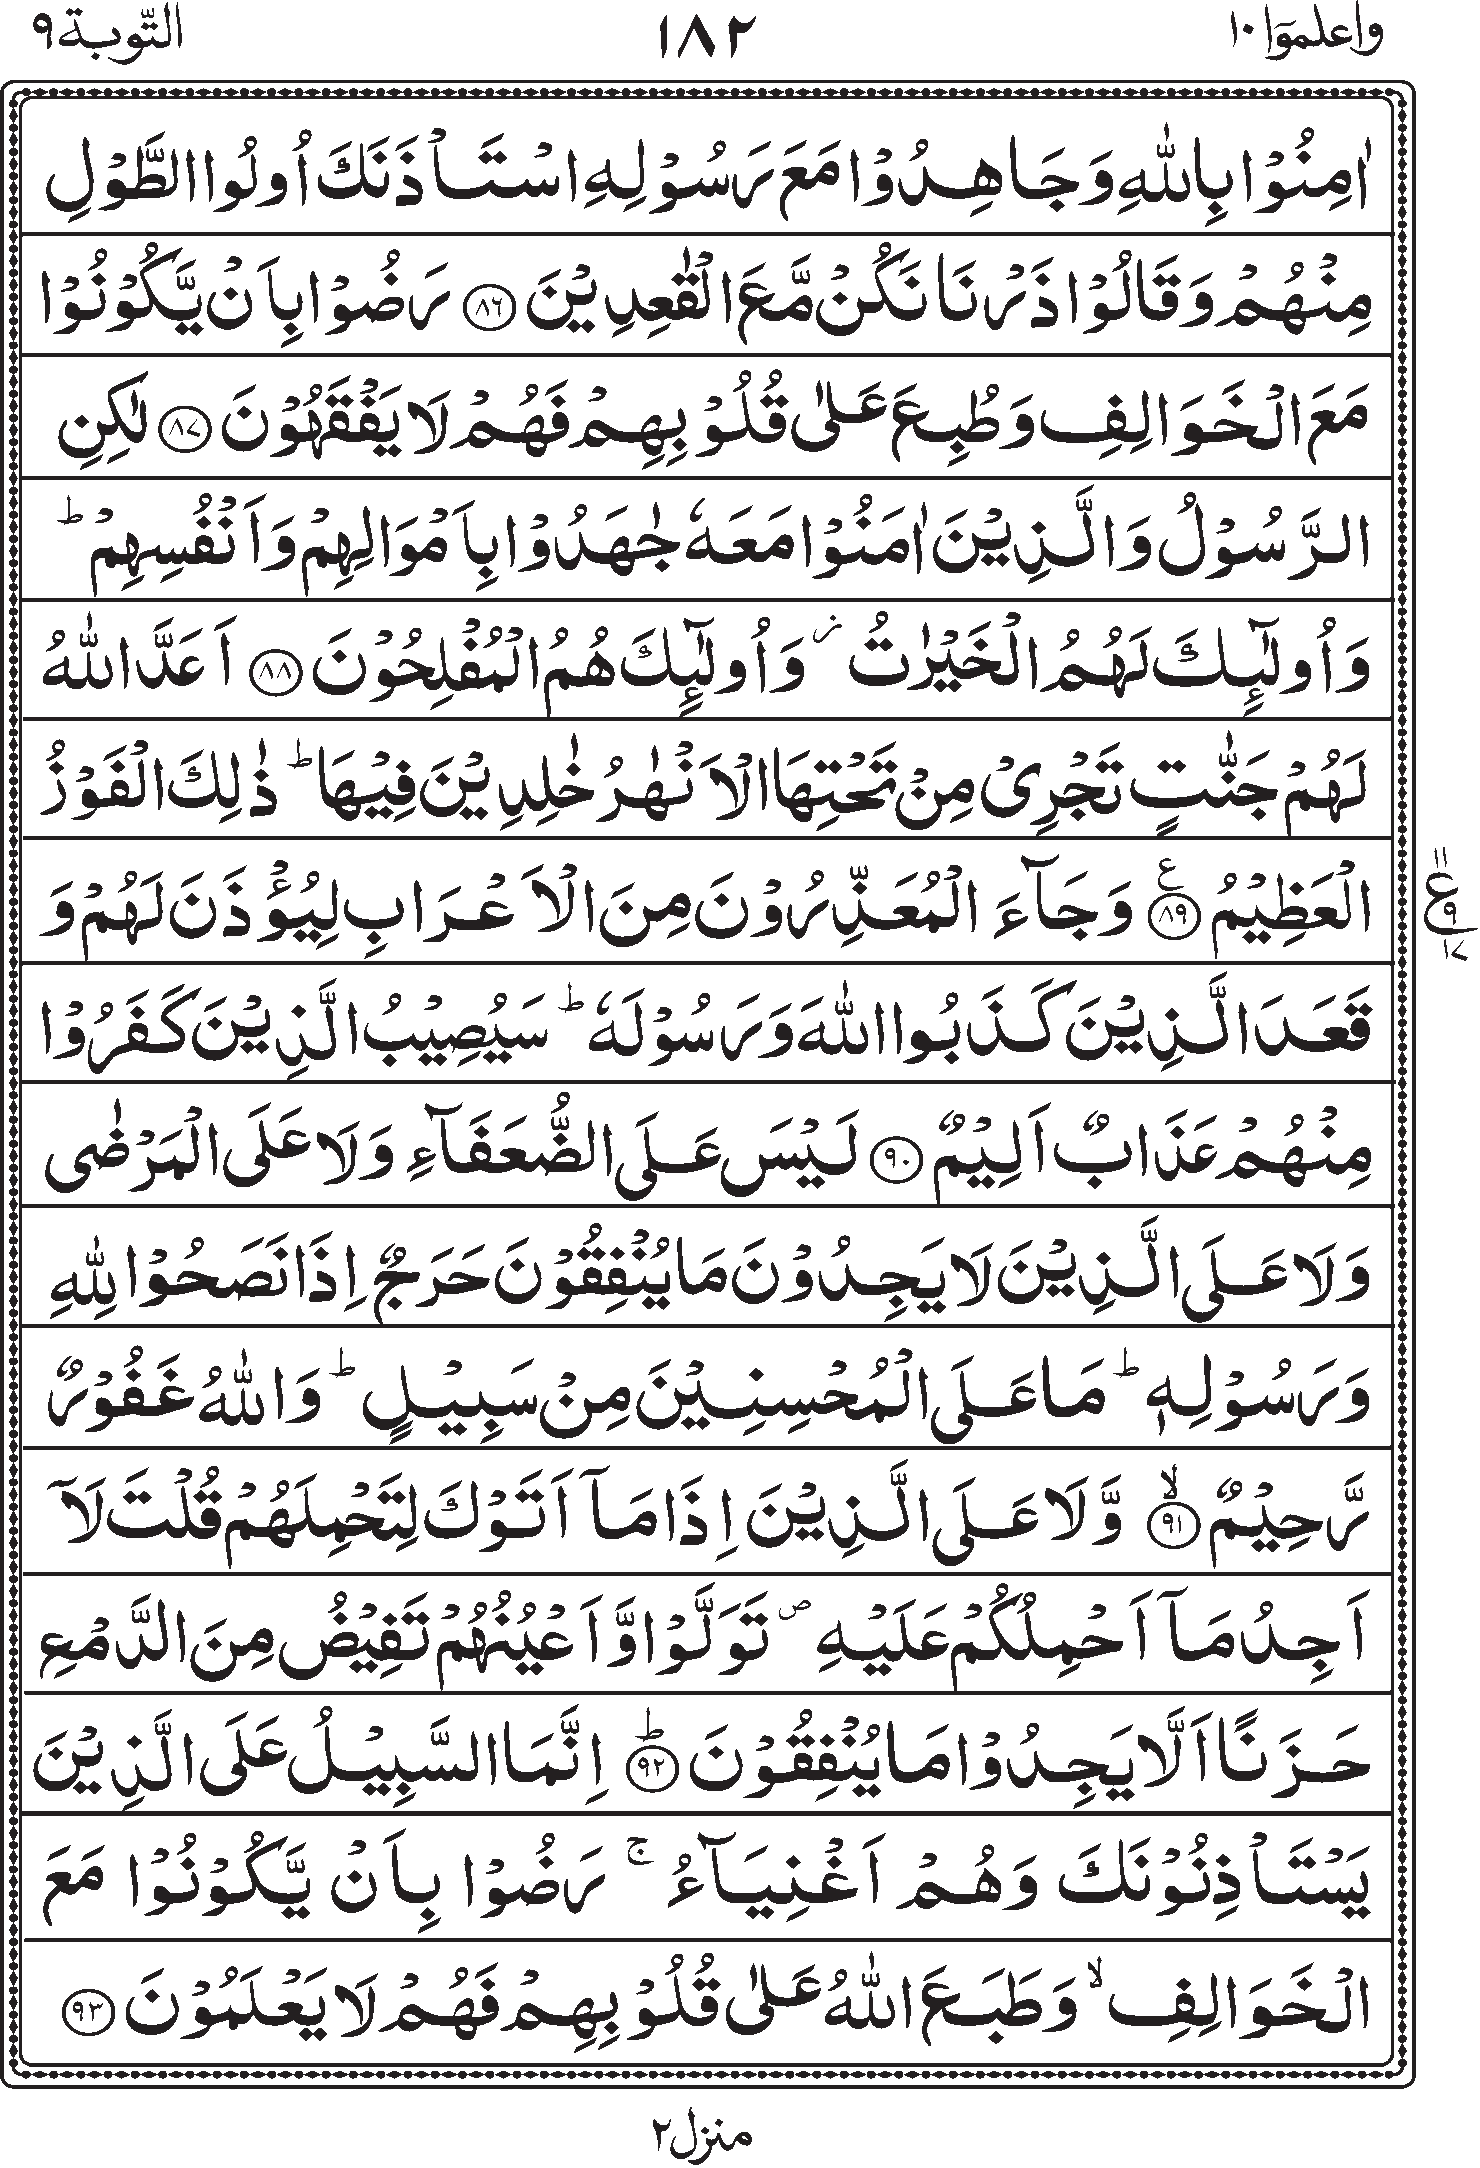 واعلموٓا ١٠
١٨٢
التّوبة ٩
اٰمِنُوۡا بِاللّٰهِ وَجَاهِدُوۡا مَعَ رَسُوۡلِهِ اسۡتَاۡذَنَكَ اُولُوا الطَّوۡلِ
مِنۡهُمۡ وَقَالُوۡا ذَرۡنَا نَكُنۡ مَّعَ الۡقٰعِدِيۡنَ ﴿٨٦﴾ رَضُوۡا بِاَنۡ يَّكُوۡنُوۡا
مَعَ الۡخَوَالِفِ وَطُبِعَ عَلٰى قُلُوۡبِهِمۡ فَهُمۡ لَا يَفۡقَهُوۡنَ ﴿٨٧﴾ لٰكِنِ
الرَّسُوۡلُ وَالَّذِيۡنَ اٰمَنُوۡا مَعَهٗ جٰهَدُوۡا بِاَمۡوَالِهِمۡ وَاَنۡفُسِهِمۡ ؕ
وَاُولٰٓئِكَ لَهُمُ الۡخَيۡرٰتُ ز وَاُولٰٓئِكَ هُمُ الۡمُفۡلِحُوۡنَ ﴿٨٨﴾ اَعَدَّ اللّٰهُ
لَهُمۡ جَنّٰتٍ تَجۡرِىۡ مِنۡ تَحۡتِهَا الۡاَنۡهٰرُ خٰلِدِيۡنَ فِيۡهَا ؕ ذٰلِكَ الۡفَوۡزُ
الۡعَظِيۡمُ ﴿٨٩﴾ ع وَجَآءَ الۡمُعَذِّرُوۡنَ مِنَ الۡاَعۡرَابِ لِيُؤۡذَنَ لَهُمۡ وَ
١١ ع ٩ ١٧
قَعَدَ الَّذِيۡنَ كَذَبُوا اللّٰهَ وَرَسُوۡلَهٗ ؕ سَيُصِيۡبُ الَّذِيۡنَ كَفَرُوۡا
مِنۡهُمۡ عَذَابٌ اَلِيۡمٌ ﴿٩٠﴾ لَيۡسَ عَلَى الضُّعَفَآءِ وَلَا عَلَى الۡمَرۡضٰى
وَلَا عَلَى الَّذِيۡنَ لَا يَجِدُوۡنَ مَا يُنۡفِقُوۡنَ حَرَجٌ اِذَا نَصَحُوۡا لِلّٰهِ
وَرَسُوۡلِهٖ ؕ مَا عَلَى الۡمُحۡسِنِيۡنَ مِنۡ سَبِيۡلٍ ؕ وَاللّٰهُ غَفُوۡرٌ
رَّحِيۡمٌ ﴿٩١﴾ ۙ وَّلَا عَلَى الَّذِيۡنَ اِذَا مَاۤ اَتَوۡكَ لِتَحۡمِلَهُمۡ قُلۡتَ لَاۤ
اَجِدُ مَاۤ اَحۡمِلُكُمۡ عَلَيۡهِ ص تَوَلَّوۡا وَّاَعۡيُنُهُمۡ تَفِيۡضُ مِنَ الدَّمۡعِ
حَزَنًا اَلَّا يَجِدُوۡا مَا يُنۡفِقُوۡنَ ﴿٩٢﴾ ؕ اِنَّمَا السَّبِيۡلُ عَلَى الَّذِيۡنَ
يَسۡتَاۡذِنُوۡنَكَ وَهُمۡ اَغۡنِيَآءُ ۚ رَضُوۡا بِاَنۡ يَّكُوۡنُوۡا مَعَ
الۡخَوَالِفِ ۙ وَطَبَعَ اللّٰهُ عَلٰى قُلُوۡبِهِمۡ فَهُمۡ لَا يَعۡلَمُوۡنَ ﴿٩٣﴾
منزل ٢